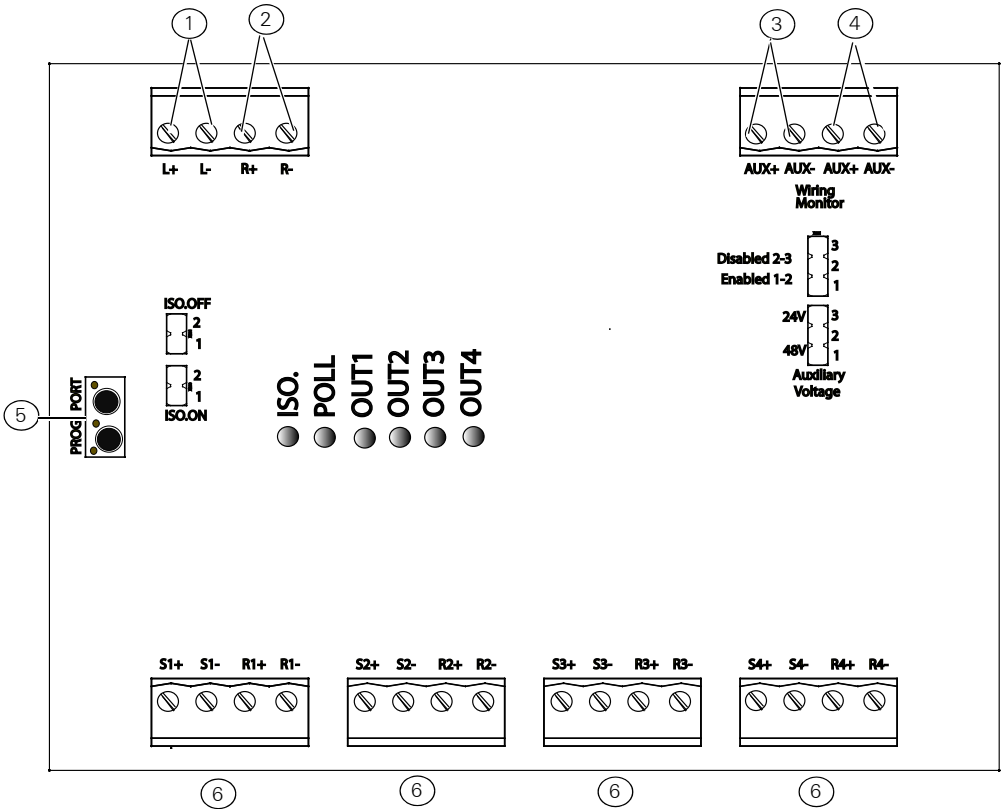 1 2 3 4
L+ L- R+ R-
AUX+ AUX- AUX+ AUX-
Wiring
Monitor
Disabled 2-3
Enabled 1-2
3
2
1
24V
48V
3
2
1
Auxiliary
Voltage
ISO.OFF
2
1
2
1
ISO.ON
5
PROG PORT
ISO.
POLL
OUT1
OUT2
OUT3
OUT4
S1+ S1- R1+ R1-
S2+ S2- R2+ R2-
S3+ S3- R3+ R3-
S4+ S4- R4+ R4-
6 6 6 6